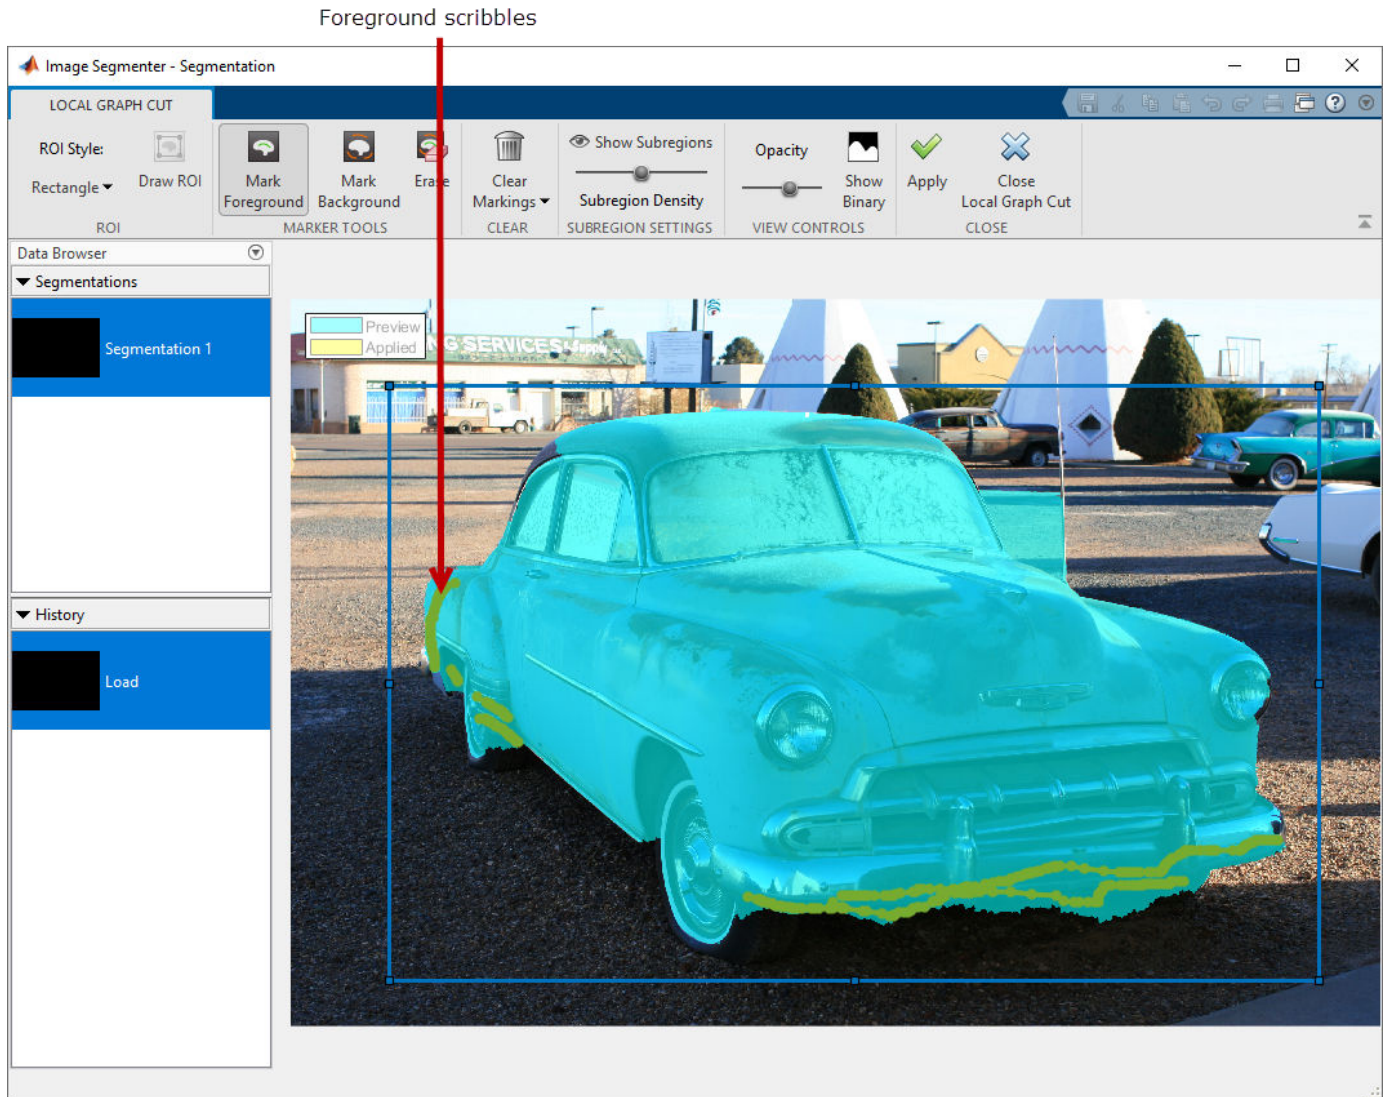 Foreground scribbles
Image Segmenter - Segmentation
LOCAL GRAPH CUT
ROI Style:
Rectangle
Draw ROI
ROI
Mark
Foreground
Mark
Background
Erase
MARKER TOOLS
Clear
Markings
CLEAR
Show Subregions
Subregion Density
SUBREGION SETTINGS
Opacity
Show
Binary
VIEW CONTROLS
Apply
Close
Local Graph Cut
CLOSE
Data Browser
Segmentations
Segmentation 1
History
Load
Preview
Applied
G SERVICES